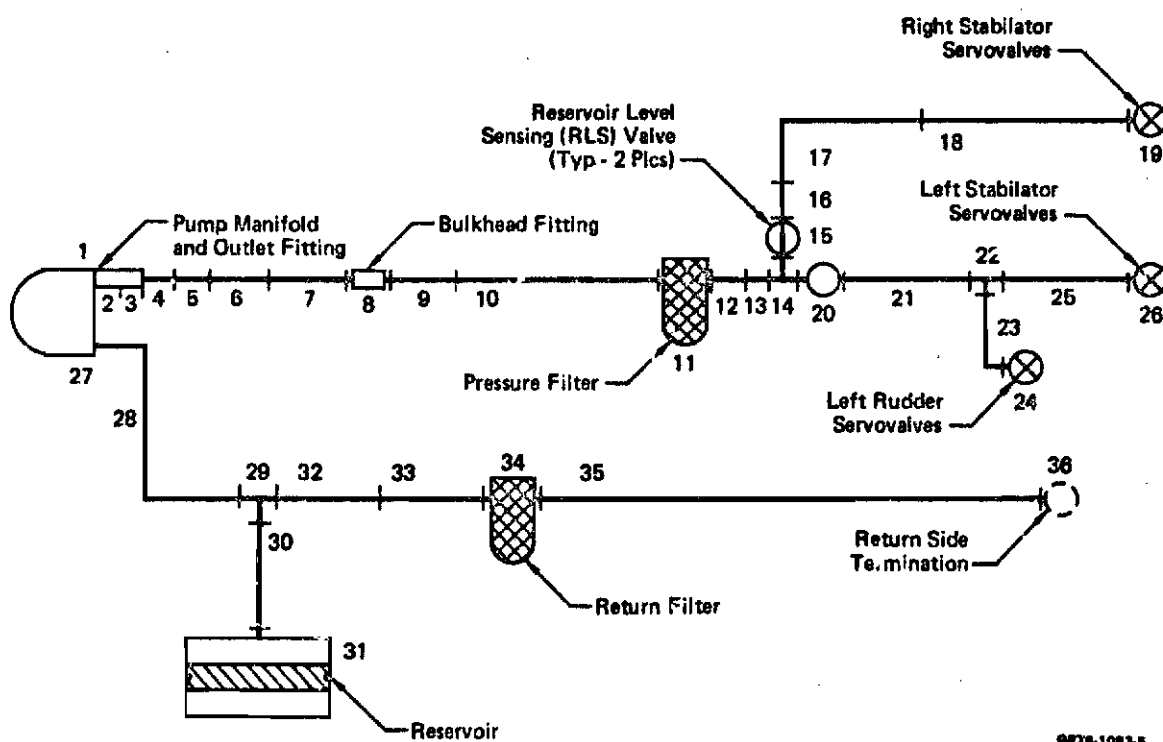 Right Stabilator
Servovalves
Reservoir Level
Sensing (RLS) Valve
(Typ - 2 Plcs)
19
18
17
16
15
Left Stabilator
Servovalves
1
Pump Manifold
and Outlet Fitting
Bulkhead Fitting
2 3 4 5 6 7 8 9 10
11
12 13 14
20
21
22
25
26
23
24
Pressure Filter
Left Rudder
Servovalves
27
28
29 32 33
34
35
36
30
Return Side
Te.mination
Return Filter
31
Reservoir